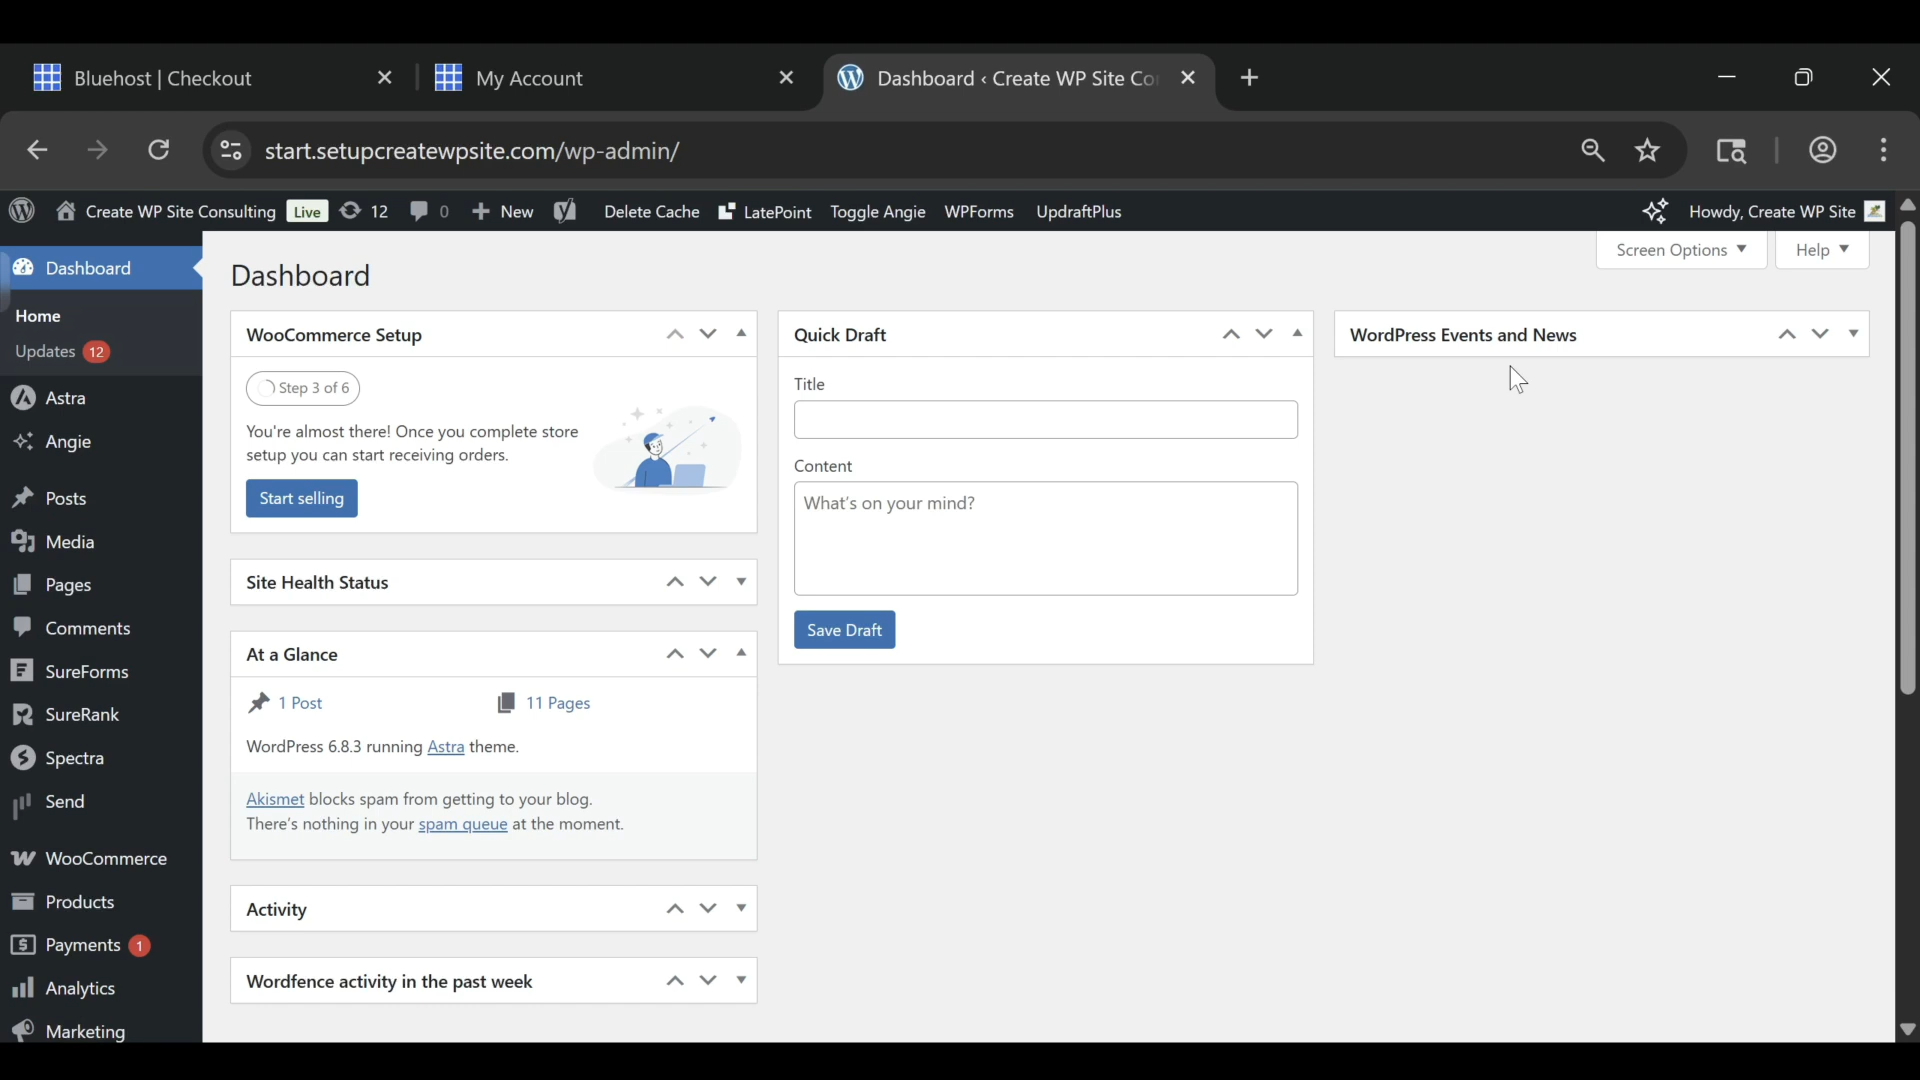 Bluehost | Checkout
My Account
Dashboard ‹ Create WP Site Co
start.setupcreatewpsite.com/wp-admin/
Create WP Site Consulting Live 12 0 New Delete Cache LatePoint Toggle Angie WPForms UpdraftPlus Howdy, Create WP Site
Screen Options Help
Dashboard
Home
Updates 12
Astra
Angie
Posts
Media
Pages
Comments
SureForms
SureRank
Spectra
Send
WooCommerce
Products
Payments 1
Analytics
Marketing
Dashboard
WooCommerce Setup
Step 3 of 6
You're almost there! Once you complete store
setup you can start receiving orders.
Start selling
Site Health Status
At a Glance
1 Post 11 Pages
WordPress 6.8.3 running Astra theme.
Akismet blocks spam from getting to your blog.
There's nothing in your spam queue at the moment.
Activity
Wordfence activity in the past week
Quick Draft
Title
Content
What's on your mind?
Save Draft
WordPress Events and News